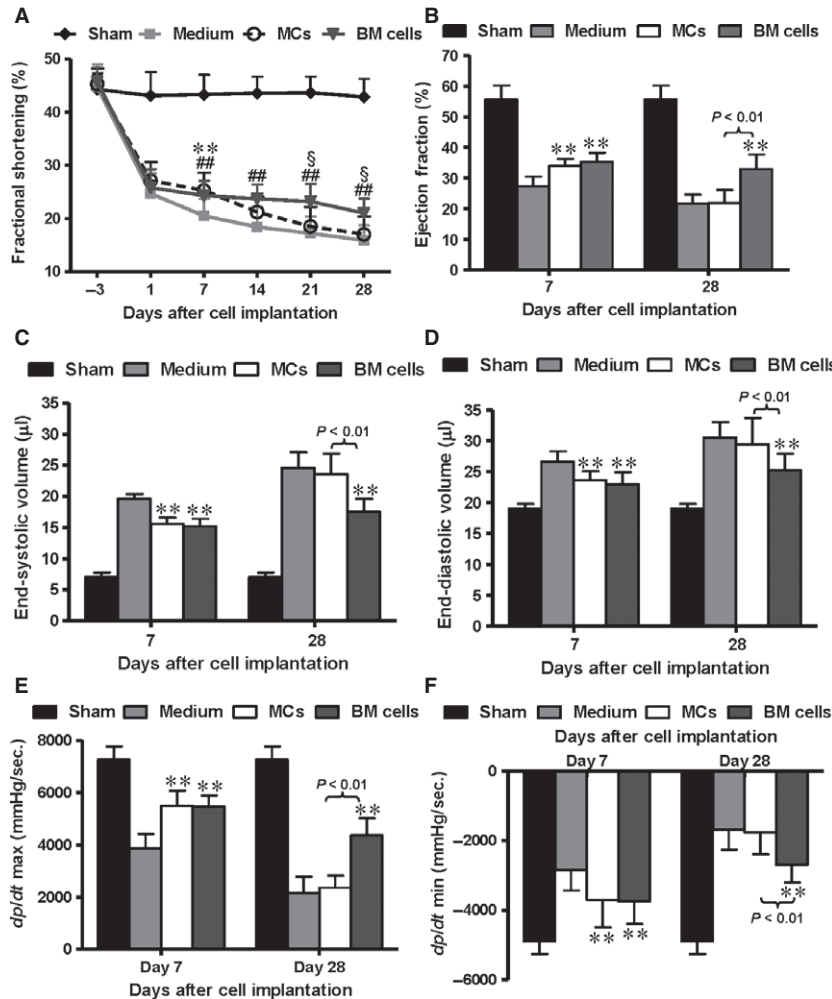 A
Sham Medium MCs BM cells
Fractional shortening (%)
50
40
30
20
10
** 
##
##
§
##
§
##
–3 1 7 14 21 28
Days after cell implantation
B
Sham Medium MCs BM cells
Ejection fraction (%)
70
60
50
40
30
20
10
0
** **
P < 0.01
**
7 28
Days after cell implantation
C
Sham Medium MCs BM cells
End-systolic volume (µl)
35
30
25
20
15
10
5
0
** **
P < 0.01
**
7 28
Days after cell implantation
D
Sham Medium MCs BM cells
End-diastolic volume (µl)
35
30
25
20
15
10
5
0
** **
P < 0.01
**
7 28
Days after cell implantation
E
Sham Medium MCs BM cells
dp/dt max (mmHg/sec.)
8000
6000
4000
2000
0
** **
P < 0.01
**
Day 7 Day 28
Days after cell implantation
F
Sham Medium MCs BM cells
Days after cell implantation
Day 7 Day 28
dp/dt min (mmHg/sec.)
0
–2000
–4000
–6000
** **
**
P < 0.01